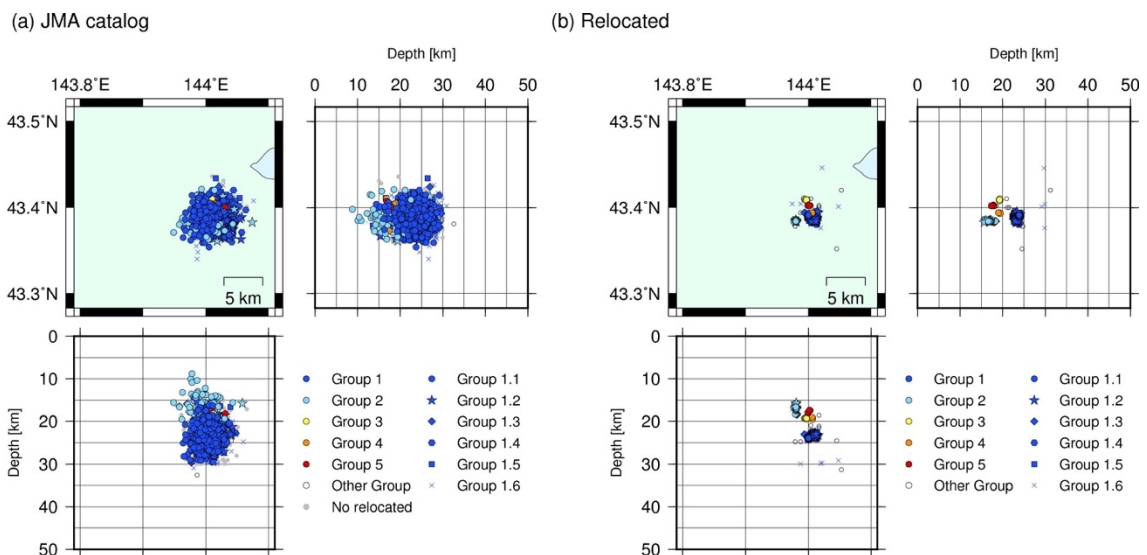 (a) JMA catalog
(b) Relocated
Depth [km]
143.8˚E 144˚E
0 10 20 30 40 50
43.5˚N
43.4˚N
43.3˚N
5 km
0
10
20
30
40
50
Depth [km]
Group 1
Group 2
Group 3
Group 4
Group 5
Other Group
No relocated
Group 1.1
Group 1.2
Group 1.3
Group 1.4
Group 1.5
Group 1.6
Depth [km]
143.8˚E 144˚E
0 10 20 30 40 50
43.5˚N
43.4˚N
43.3˚N
5 km
0
10
20
30
40
50
Depth [km]
Group 1
Group 2
Group 3
Group 4
Group 5
Other Group
Group 1.1
Group 1.2
Group 1.3
Group 1.4
Group 1.5
Group 1.6